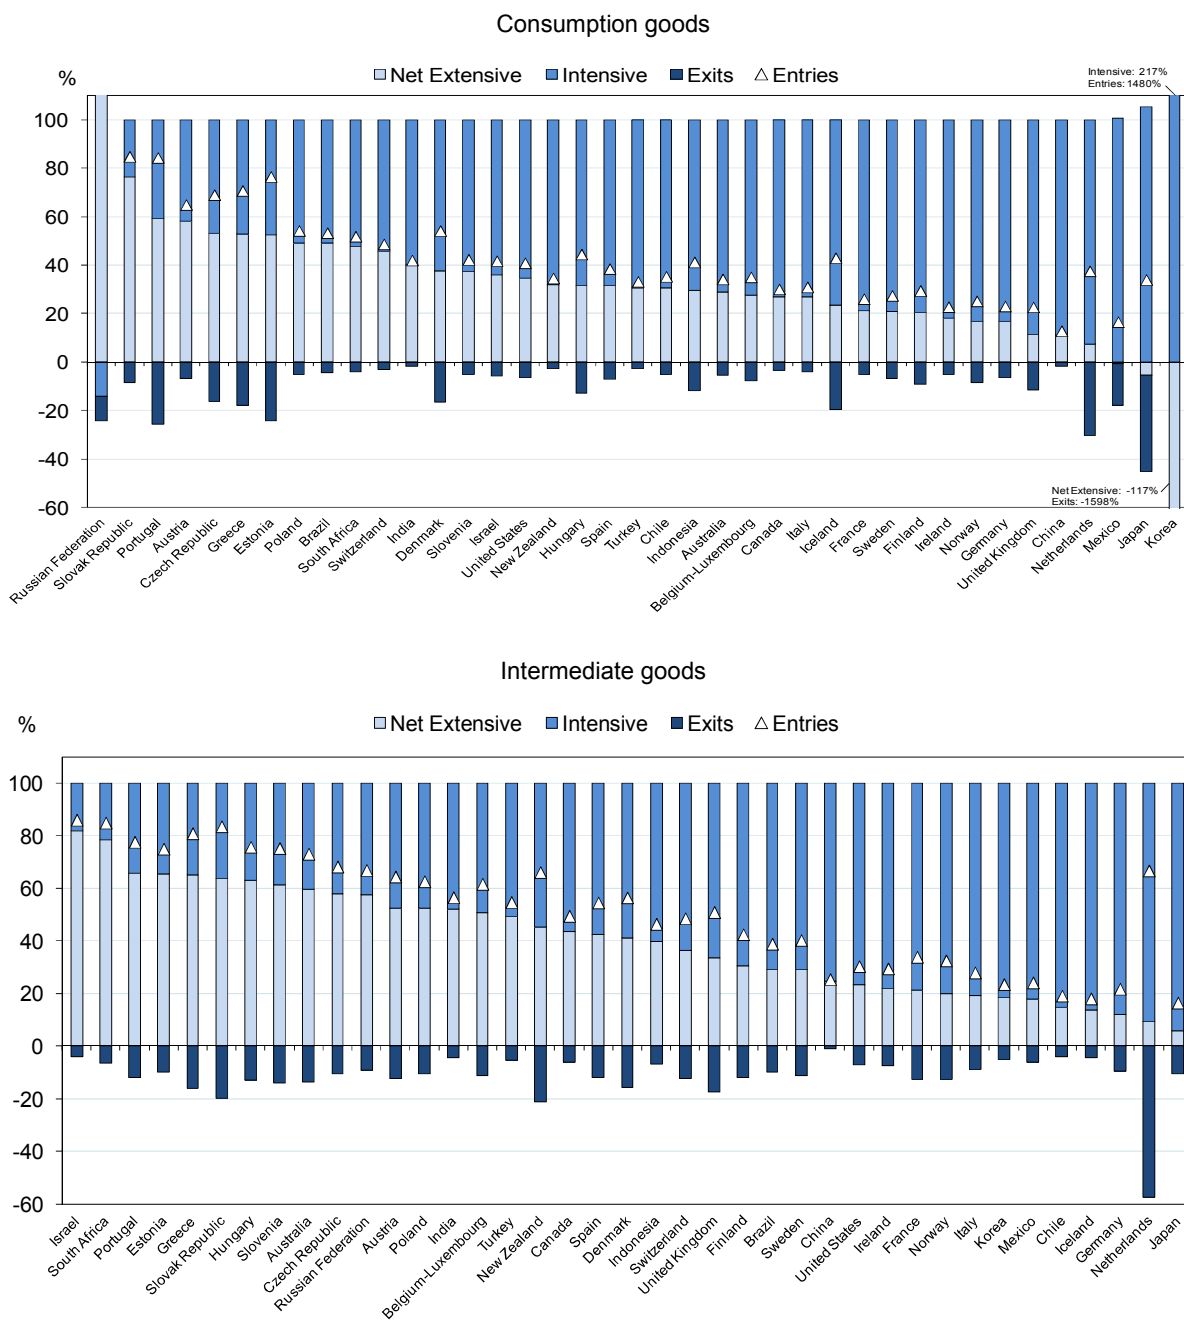 Consumption goods
%
Net Extensive Intensive Exits Entries
Intensive: 217%
Entries: 1480%
100
80
60
40
20
0
-20
-40
-60
Net Extensive: -117%
Exits: -1598%
Russian Federation
Slovak Republic
Portugal
Austria
Czech Republic
Greece
Estonia
Poland
Brazil
South Africa
Switzerland
India
Denmark
Slovenia
Israel
United States
New Zealand
Hungary
Spain
Turkey
Chile
Indonesia
Australia
Belgium-Luxembourg
Canada
Italy
Iceland
France
Sweden
Finland
Ireland
Norway
Germany
United Kingdom
China
Netherlands
Mexico
Japan
Korea
Intermediate goods
%
Net Extensive Intensive Exits Entries
100
80
60
40
20
0
-20
-40
-60
Israel
South Africa
Portugal
Estonia
Greece
Slovak Republic
Hungary
Slovenia
Australia
Czech Republic
Russian Federation
Austria
Poland
India
Belgium-Luxembourg
Turkey
New Zealand
Canada
Spain
Denmark
Indonesia
Switzerland
United Kingdom
Finland
Brazil
Sweden
China
United States
Ireland
France
Norway
Italy
Korea
Mexico
Chile
Iceland
Germany
Netherlands
Japan